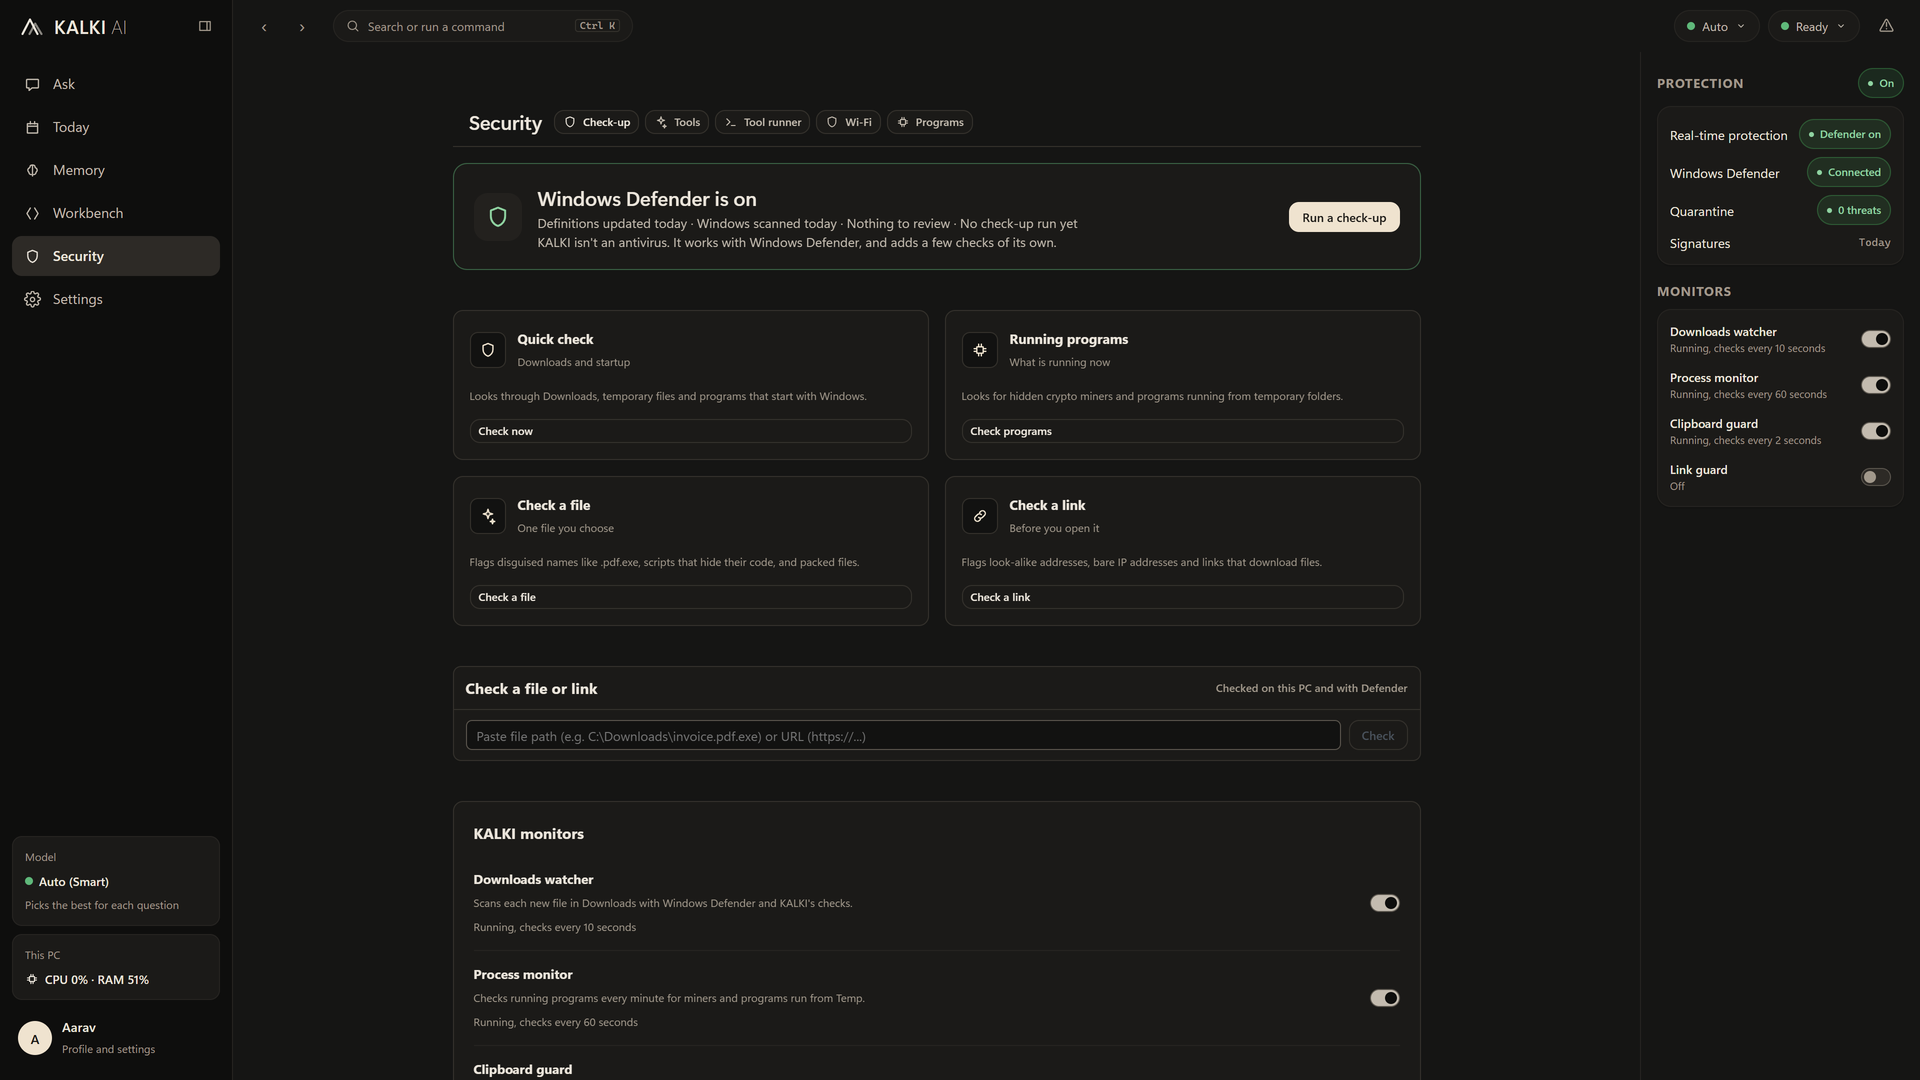 KALKI AI
Ask
Today
Memory
Workbench
Security
Settings
Model
Auto (Smart)
Picks the best for each question
This PC
CPU 0% · RAM 51%
A
Aarav
Profile and settings
Search or run a command
Ctrl K
Auto
Ready
Security
Check-up
Tools
Tool runner
Wi-Fi
Programs
Windows Defender is on
Definitions updated today · Windows scanned today · Nothing to review · No check-up run yet
KALKI isn't an antivirus. It works with Windows Defender, and adds a few checks of its own.
Run a check-up
Quick check
Downloads and startup
Looks through Downloads, temporary files and programs that start with Windows.
Check now
Running programs
What is running now
Looks for hidden crypto miners and programs running from temporary folders.
Check programs
Check a file
One file you choose
Flags disguised names like .pdf.exe, scripts that hide their code, and packed files.
Check a file
Check a link
Before you open it
Flags look-alike addresses, bare IP addresses and links that download files.
Check a link
Check a file or link
Checked on this PC and with Defender
Paste file path (e.g. C:\Downloads\invoice.pdf.exe) or URL (https://...)
Check
KALKI monitors
Downloads watcher
Scans each new file in Downloads with Windows Defender and KALKI's checks.
Running, checks every 10 seconds
Process monitor
Checks running programs every minute for miners and programs run from Temp.
Running, checks every 60 seconds
Clipboard guard
PROTECTION
On
Real-time protection
Defender on
Windows Defender
Connected
Quarantine
0 threats
Signatures
Today
MONITORS
Downloads watcher
Running, checks every 10 seconds
Process monitor
Running, checks every 60 seconds
Clipboard guard
Running, checks every 2 seconds
Link guard
Off